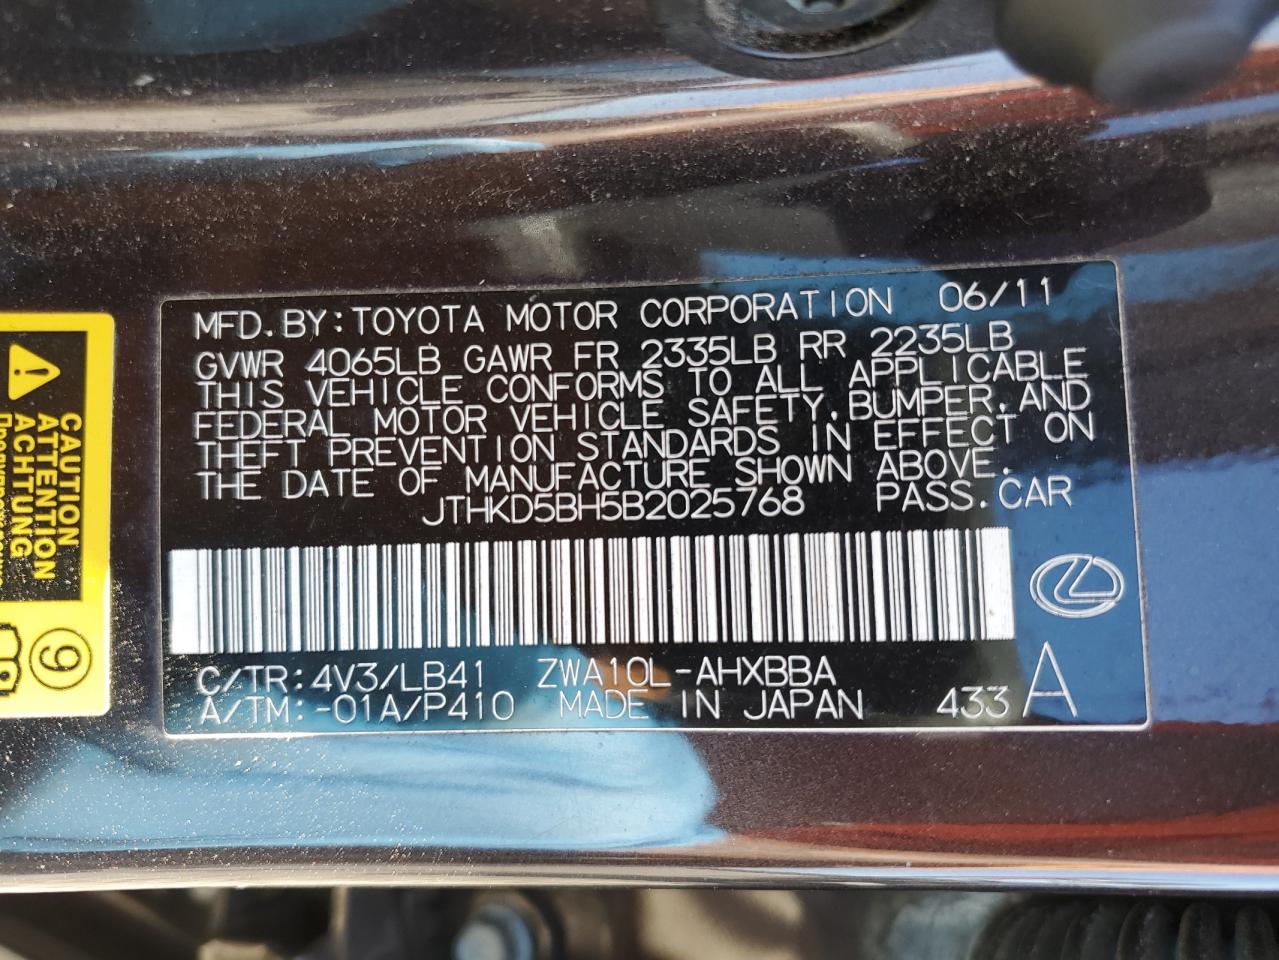 MFD.BY:TOYOTA MOTOR CORPORATION 06/11
GVWR 4065LB GAWR FR 2335LB RR 2235LB
THIS VEHICLE CONFORMS TO ALL APPLICABLE
FEDERAL MOTOR VEHICLE SAFETY,BUMPER,AND
THEFT PREVENTION STANDARDS IN EFFECT ON
THE DATE OF MANUFACTURE SHOWN ABOVE.
JTHKD5BH5B2025768 PASS.CAR
C/TR:4V3/LB41 ZWA10L-AHXBBA
A/TM:-01A/P410 MADE IN JAPAN 433 A
CAUTION
ATTENTION
ACHTUNG
9